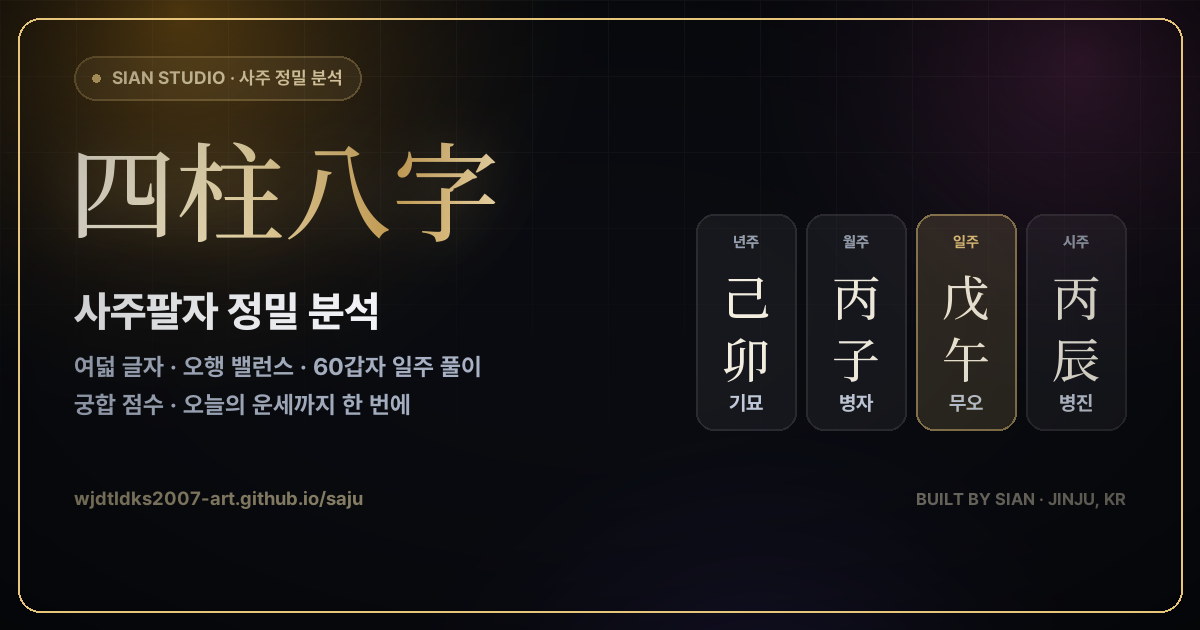 SIAN STUDIO · 사주 정밀 분석
四柱八字
사주팔자 정밀 분석
여덟 글자 · 오행 밸런스 · 60갑자 일주 풀이
궁합 점수 · 오늘의 운세까지 한 번에
년주 월주 일주 시주
己 丙 戊 丙
卯 子 午 辰
기묘 병자 무오 병진
wjdtldks2007-art.github.io/saju
BUILT BY SIAN · JINJU, KR